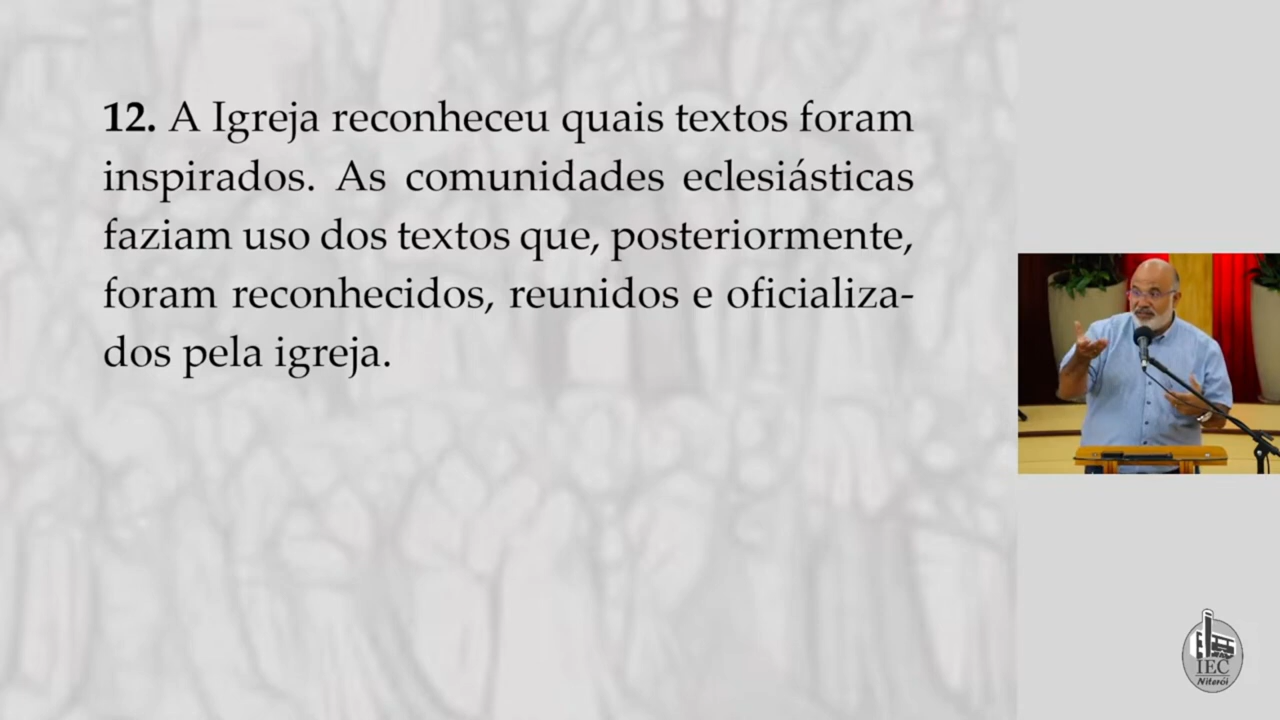 12. A Igreja reconheceu quais textos foram
inspirados. As comunidades eclesiásticas
faziam uso dos textos que, posteriormente,
foram reconhecidos, reunidos e oficializa-
dos pela igreja.
IEC
Niterói